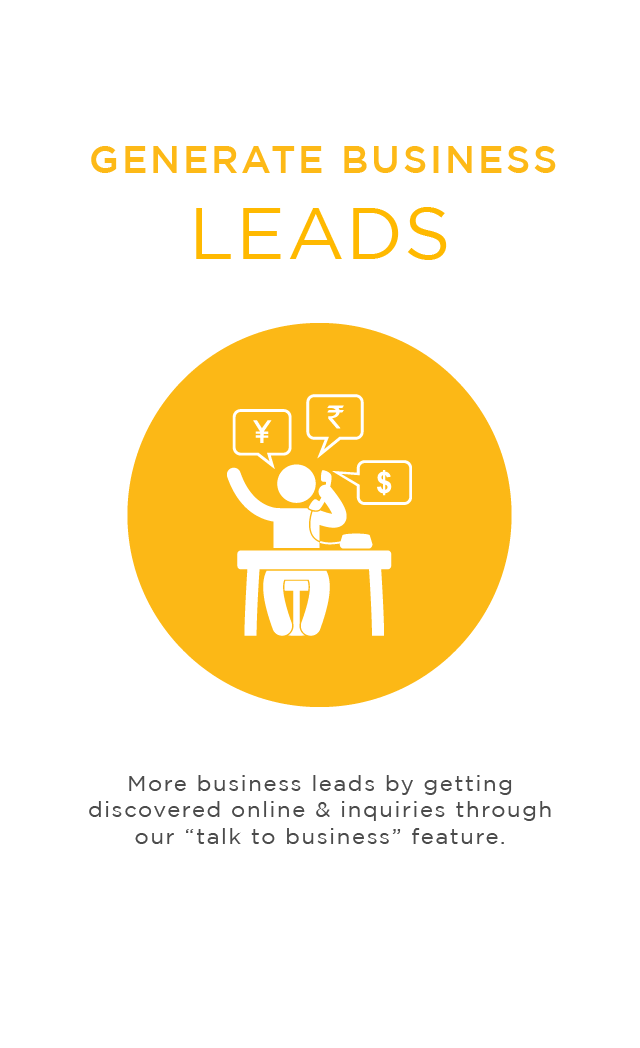 GENERATE BUSINESS
LEADS
¥
₹
$
More business leads by getting
discovered online & inquiries through
our “talk to business” feature.